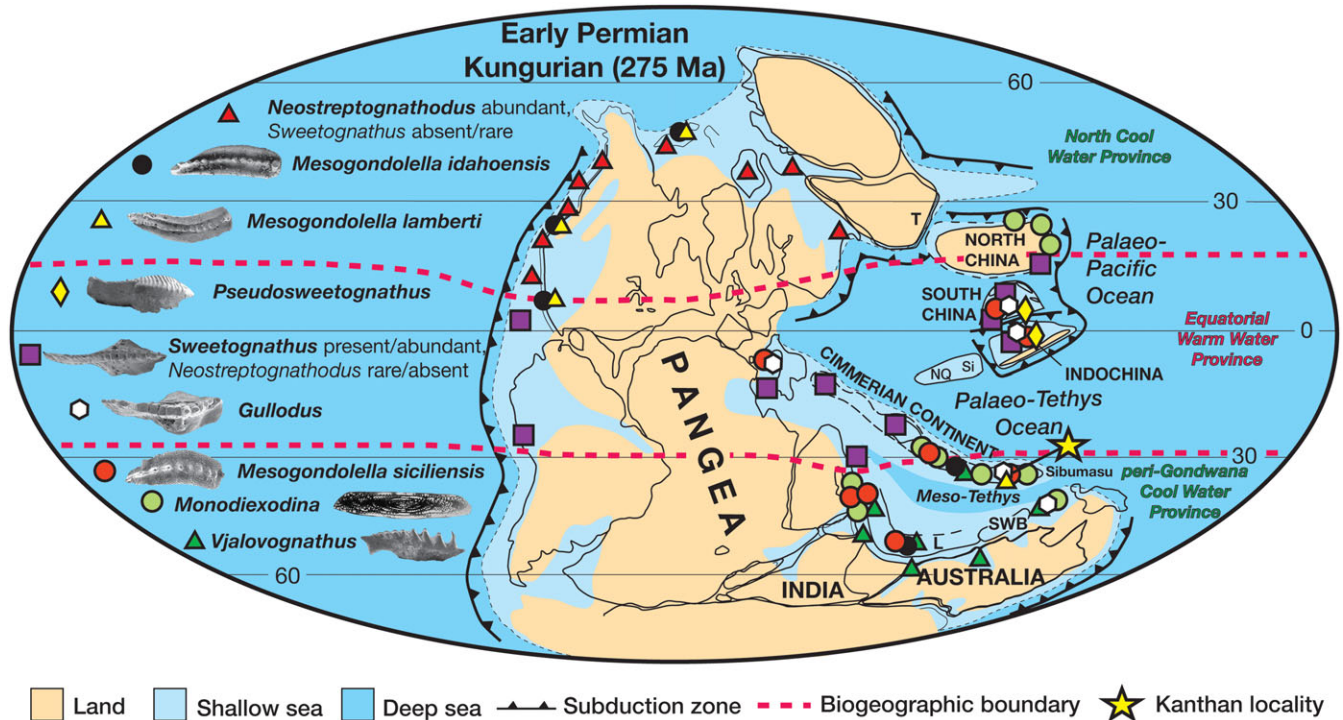 Early Permian
Kungurian (275 Ma)
60
Neostreptognathodus abundant,
Sweetognathus absent/rare
North Cool
Water Province
Mesogondolella idahoensis
30
Mesogondolella lamberti
T
NORTH
CHINA
Palaeo-
Pacific
Ocean
Pseudosweetognathus
SOUTH
CHINA
0
Equatorial
Warm Water
Province
Sweetognathus present/abundant,
Neostreptognathodus rare/absent
PANGEA
NQ
Si
INDOCHINA
Gullodus
CIMMERIAN CONTINENT
Palaeo-Tethys
Ocean
30
30
Mesogondolella siciliensis
Sibumasu
peri-Gondwana
Cool Water
Province
Monodiexodina
Meso-Tethys
SWB
Vjalovognathus
L
60
INDIA
AUSTRALIA
Land
Shallow sea
Deep sea
Subduction zone
Biogeographic boundary
Kanthan locality